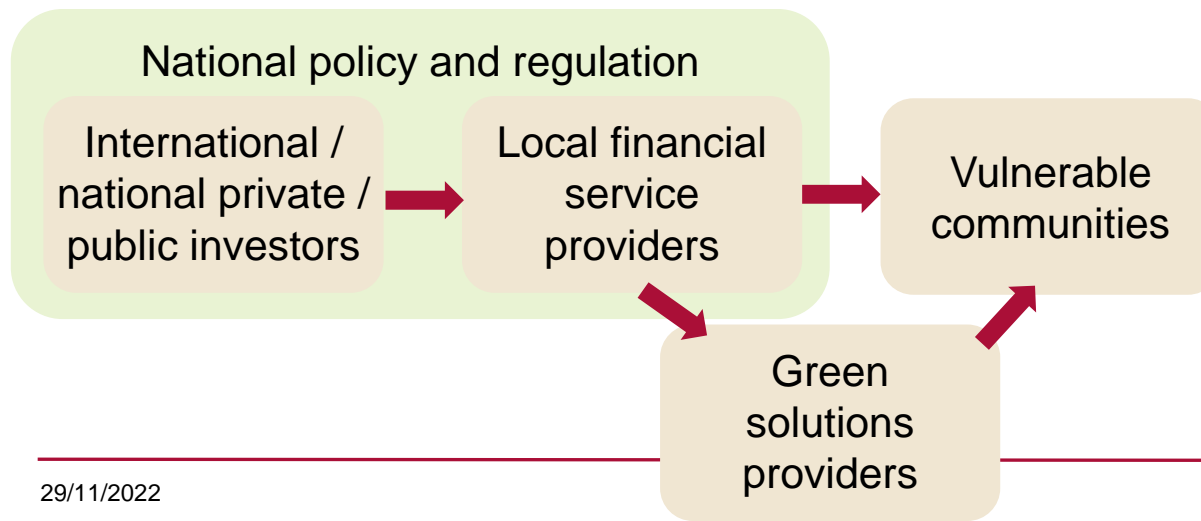 National policy and regulation
International /
national private /
public investors
Local financial
service
providers
Vulnerable
communities
Green
solutions
providers
29/11/2022